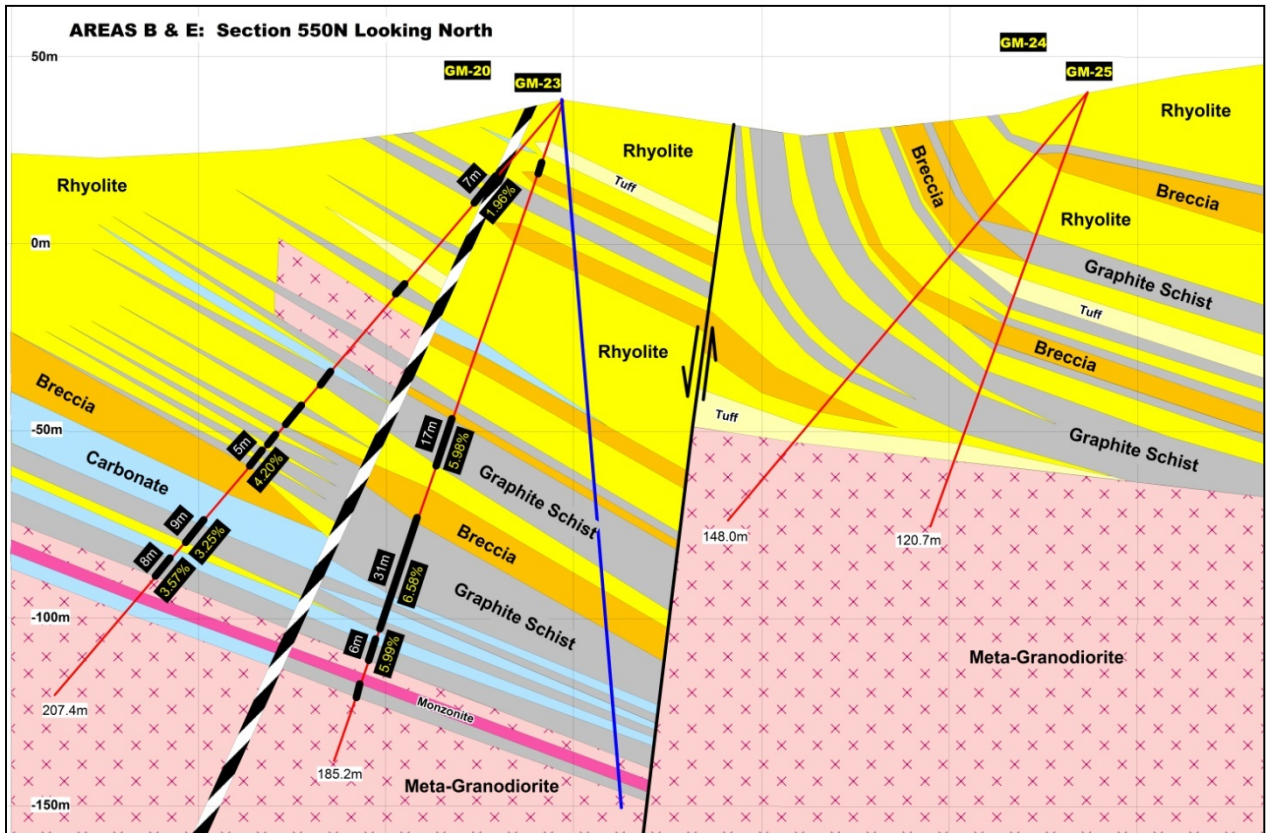 AREAS B & E: Section 550N Looking North
50m
GM-20
GM-23
GM-24
GM-25
Rhyolite
Rhyolite
Breccia
Tuff
Rhyolite
7m
1.96%
Breccia
Rhyolite
0m
Graphite Schist
Tuff
Rhyolite
Breccia
Breccia
Tuff
-50m
17m
5.98%
5m
4.20%
Graphite Schist
Carbonate
Graphite Schist
9m
3.25%
148.0m
120.7m
Breccia
8m
3.57%
31m
6.58%
Graphite Schist
-100m
6m
5.99%
Meta-Granodiorite
207.4m
Monzonite
185.2m
Meta-Granodiorite
-150m